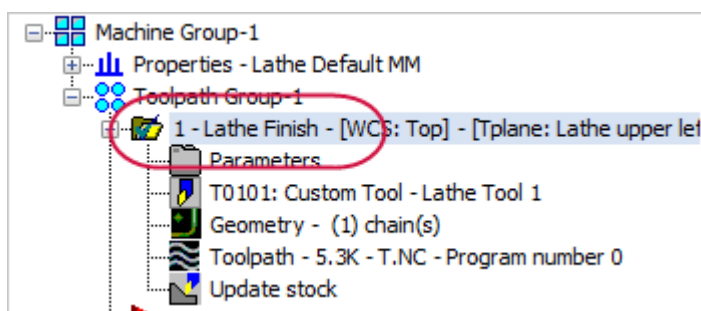 Machine Group-1
Properties - Lathe Default MM
Toolpath Group-1
1 - Lathe Finish - [WCS: Top] - [Tplane: Lathe upper lef
Parameters
T0101: Custom Tool - Lathe Tool 1
Geometry - (1) chain(s)
Toolpath - 5.3K - T.NC - Program number 0
Update stock